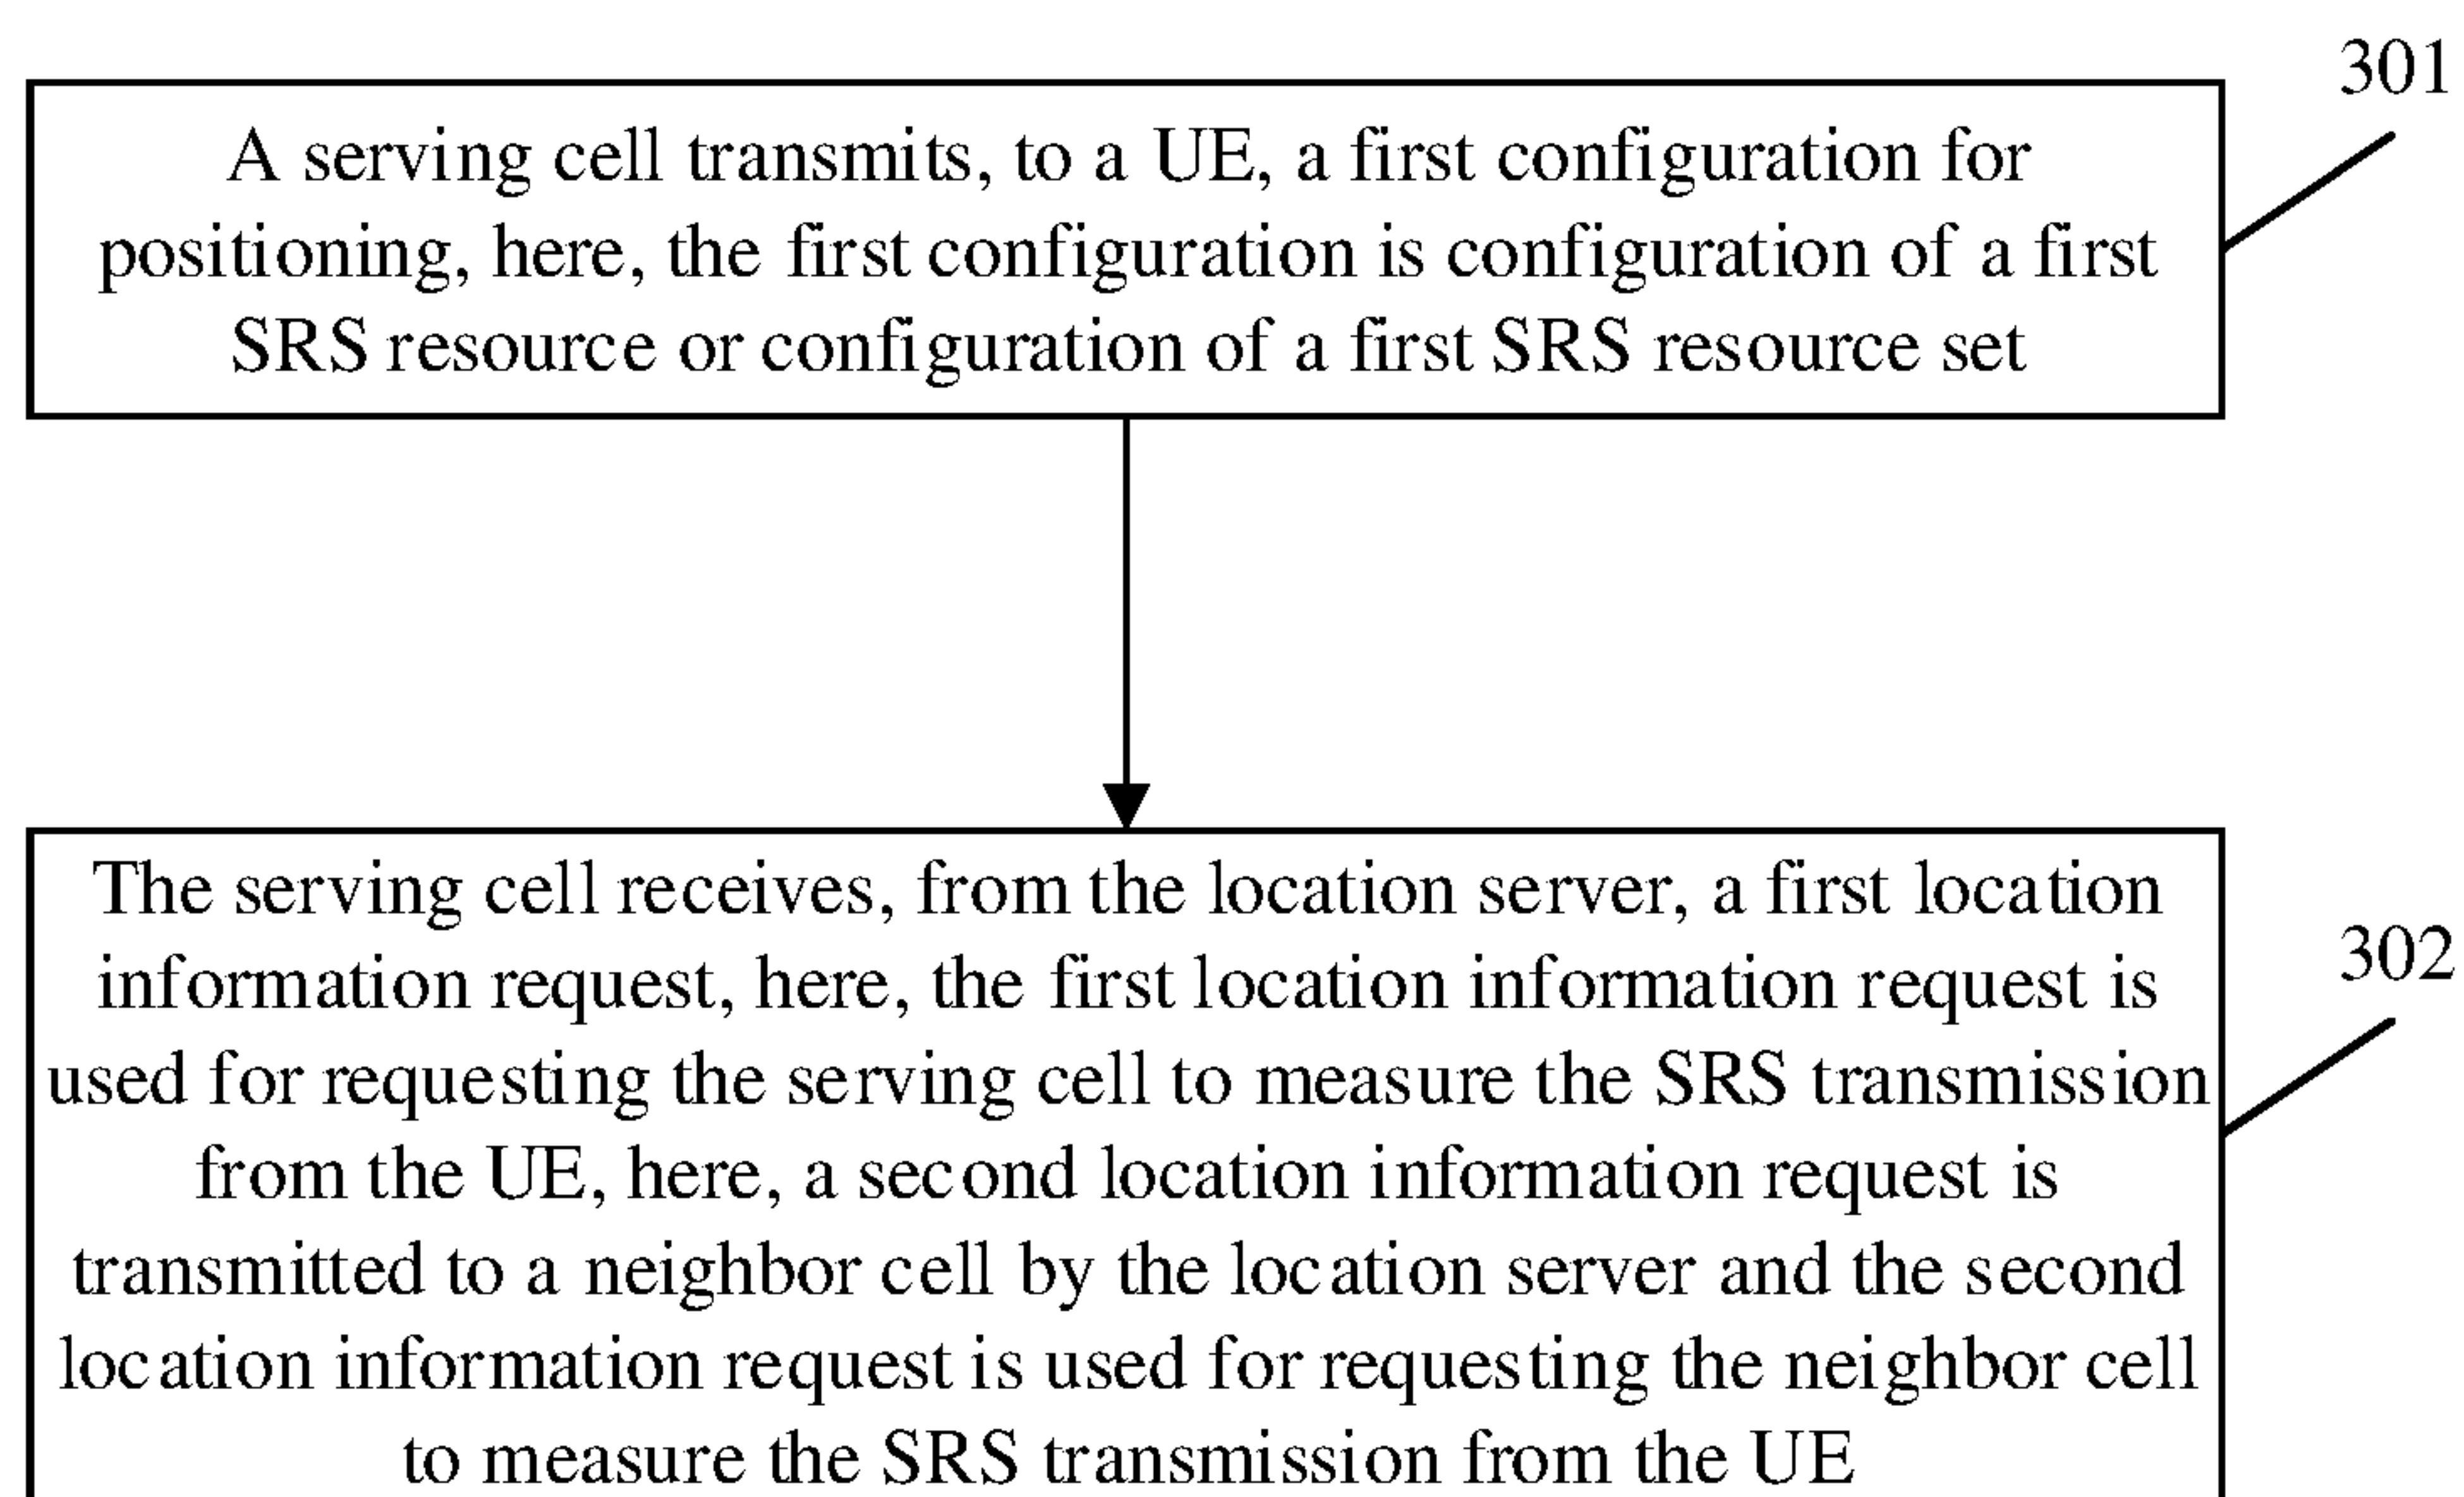 301
A serving cell transmits, to a UE, a first configuration for
positioning, here, the first configuration is configuration of a first
SRS resource or configuration of a first SRS resource set
The serving cell receives, from the location server, a first location
information request, here, the first location information request is
302
used for requesting the serving cell to measure the SRS transmission
from the UE, here, a second location information request is
transmitted to a neighbor cell by the location server and the second
location information request is used for requesting the neighbor cell
to measure the SRS transmission from the UE